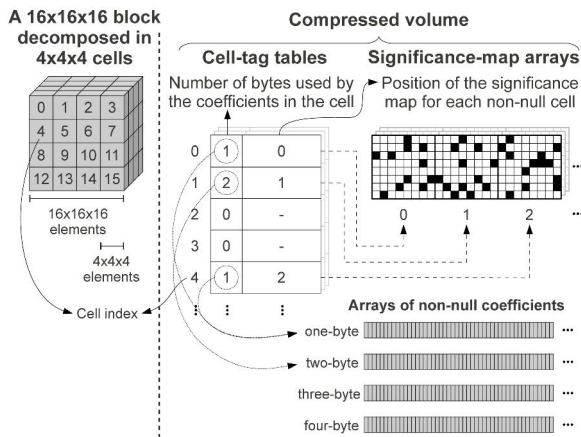 A 16x16x16 block
decomposed in
4x4x4 cells
0 1 2 3
4 5 6 7
8 9 10 11
12 13 14 15
16x16x16
elements
4x4x4
elements
Cell index
Compressed volume
Cell-tag tables
Number of bytes used by
the coefficients in the cell
0 1 0
1 2 1
2 0 -
3 0 -
4 1 2
Significance-map arrays
Position of the significance
map for each non-null cell
...
0 1 2 ...
Arrays of non-null coefficients
one-byte ...
two-byte ...
three-byte ...
four-byte ...